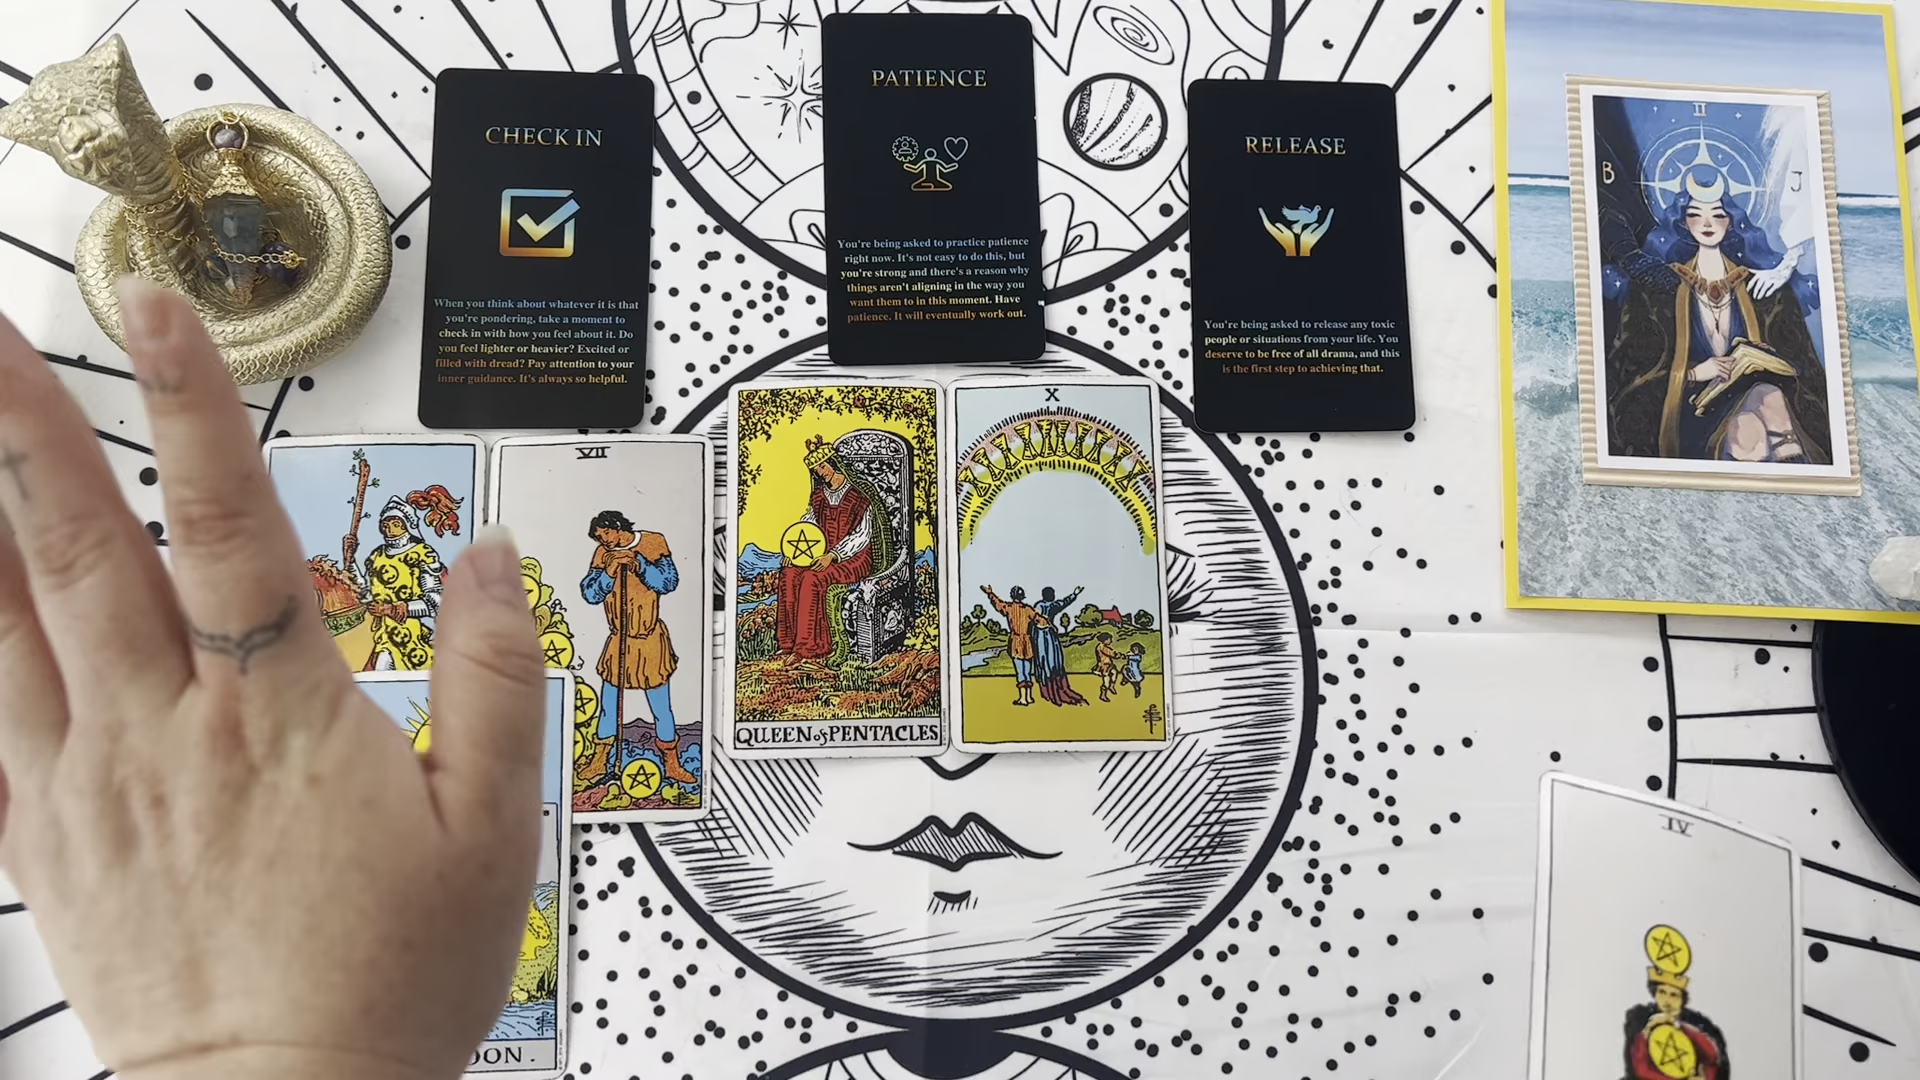 CHECK IN
When you think about whatever it is that
you're pondering, take a moment to
check in with how you feel about it. Do
you feel lighter or heavier? Excited or
filled with dread? Pay attention to your
inner guidance. It's always so helpful.
PATIENCE
You're being asked to practice patience
right now. It's not easy to do this, but
you're strong and there's a reason why
things aren't aligning in the way you
want them to in this moment. Have
patience. It will eventually work out.
RELEASE
You're being asked to release any toxic
people or situations from your life. You
deserve to be free of all drama, and this
is the first step to achieving that.
II
B
J
VII
QUEEN of PENTACLES
X
IV
OON.